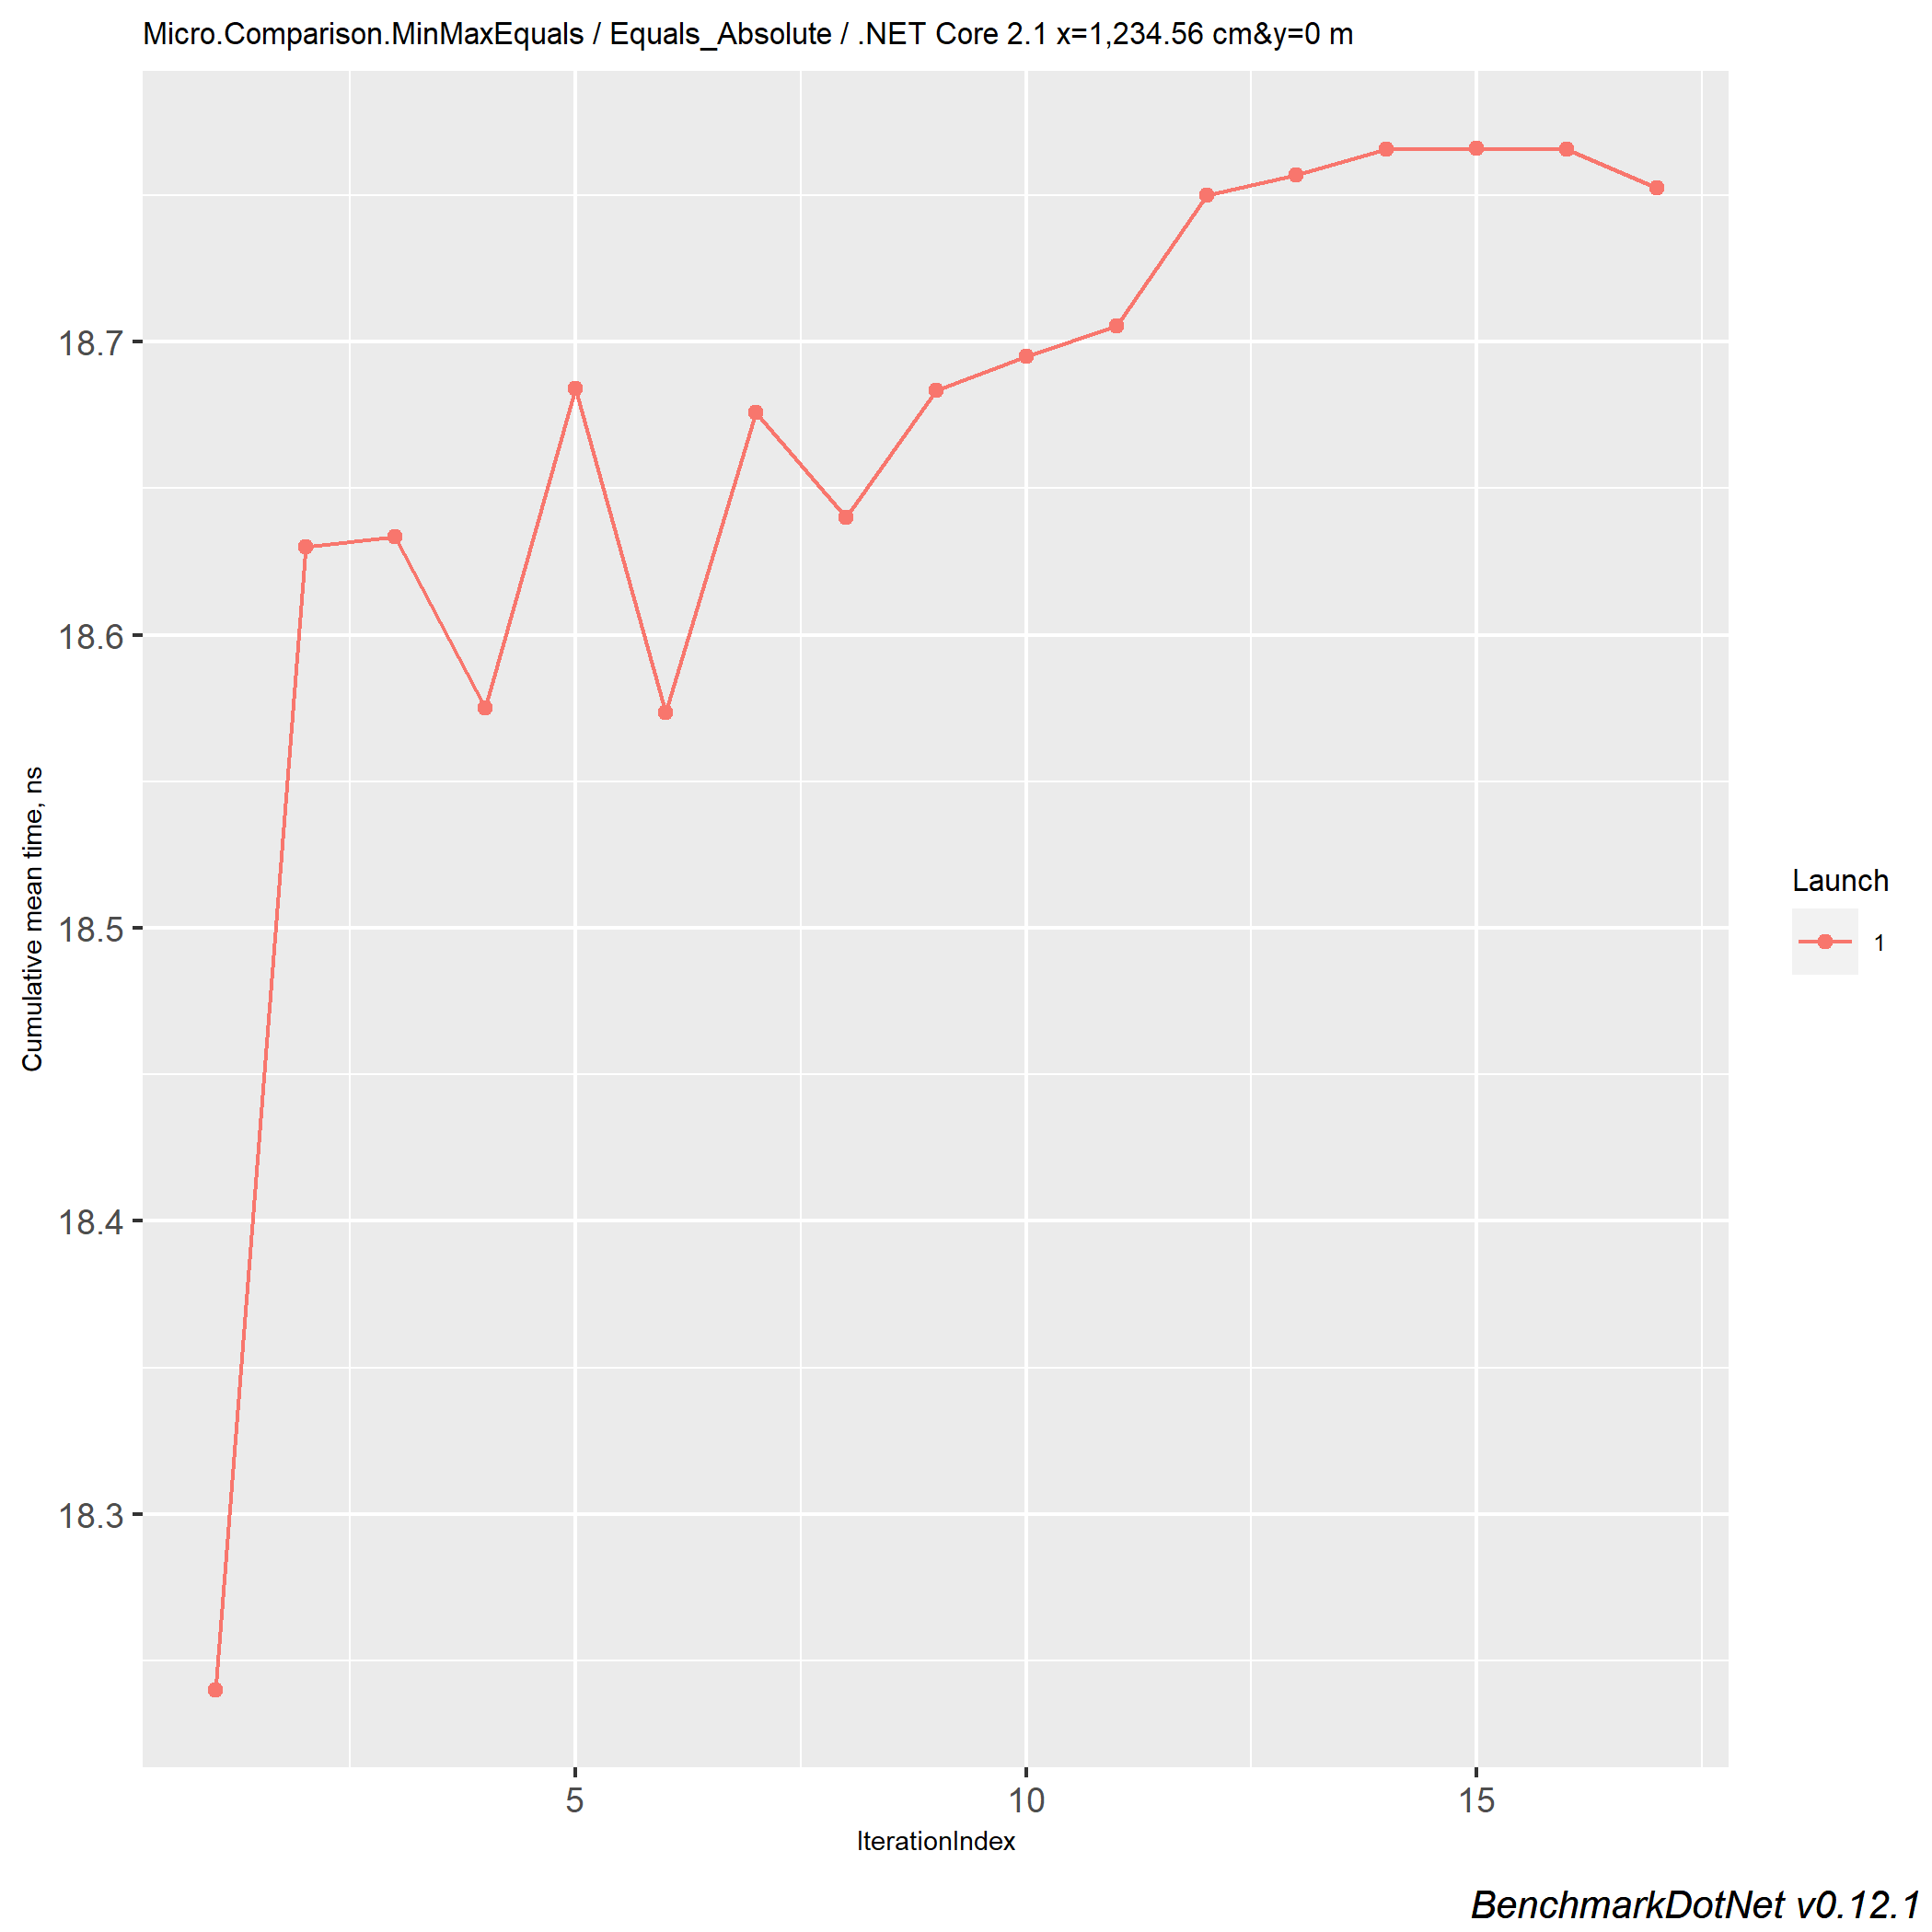 Micro.Comparison.MinMaxEquals / Equals_Absolute / .NET Core 2.1 x=1,234.56 cm&y=0 m
Cumulative mean time, ns
18.7
18.6
18.5
18.4
18.3
5 10 15
IterationIndex
Launch
1
BenchmarkDotNet v0.12.1